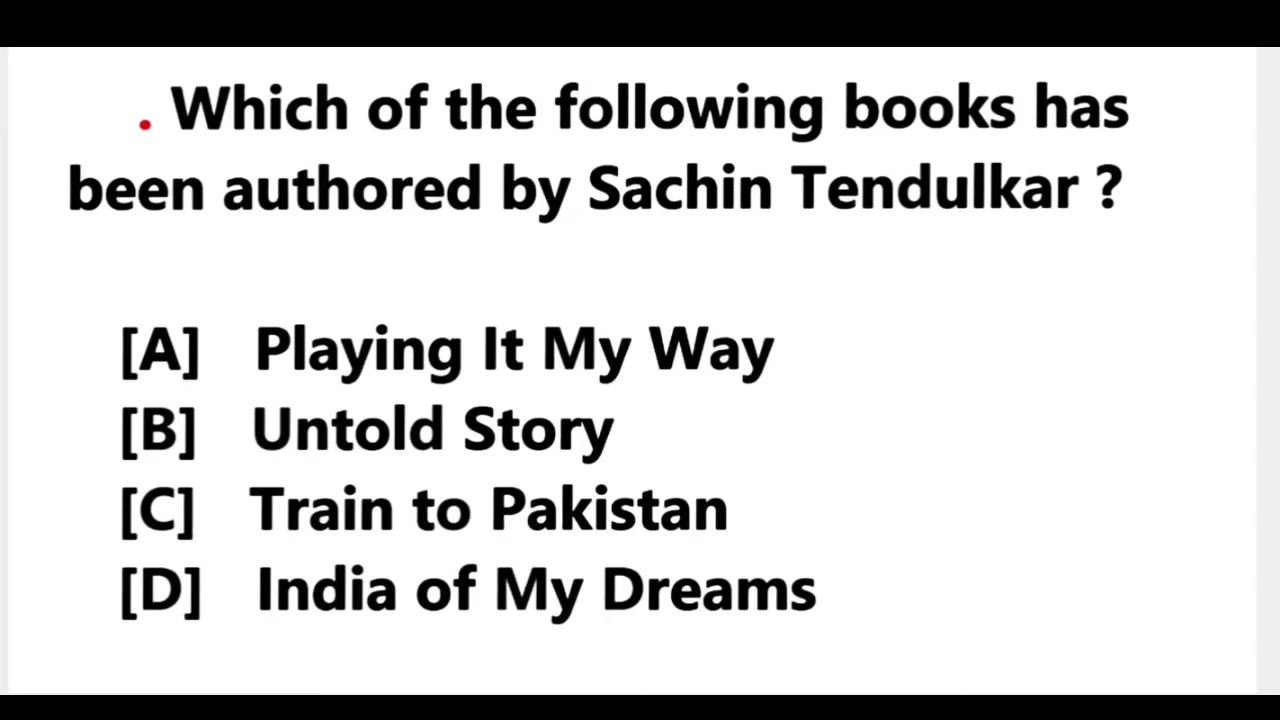 . Which of the following books has
been authored by Sachin Tendulkar ?
[A] Playing It My Way
[B] Untold Story
[C] Train to Pakistan
[D] India of My Dreams